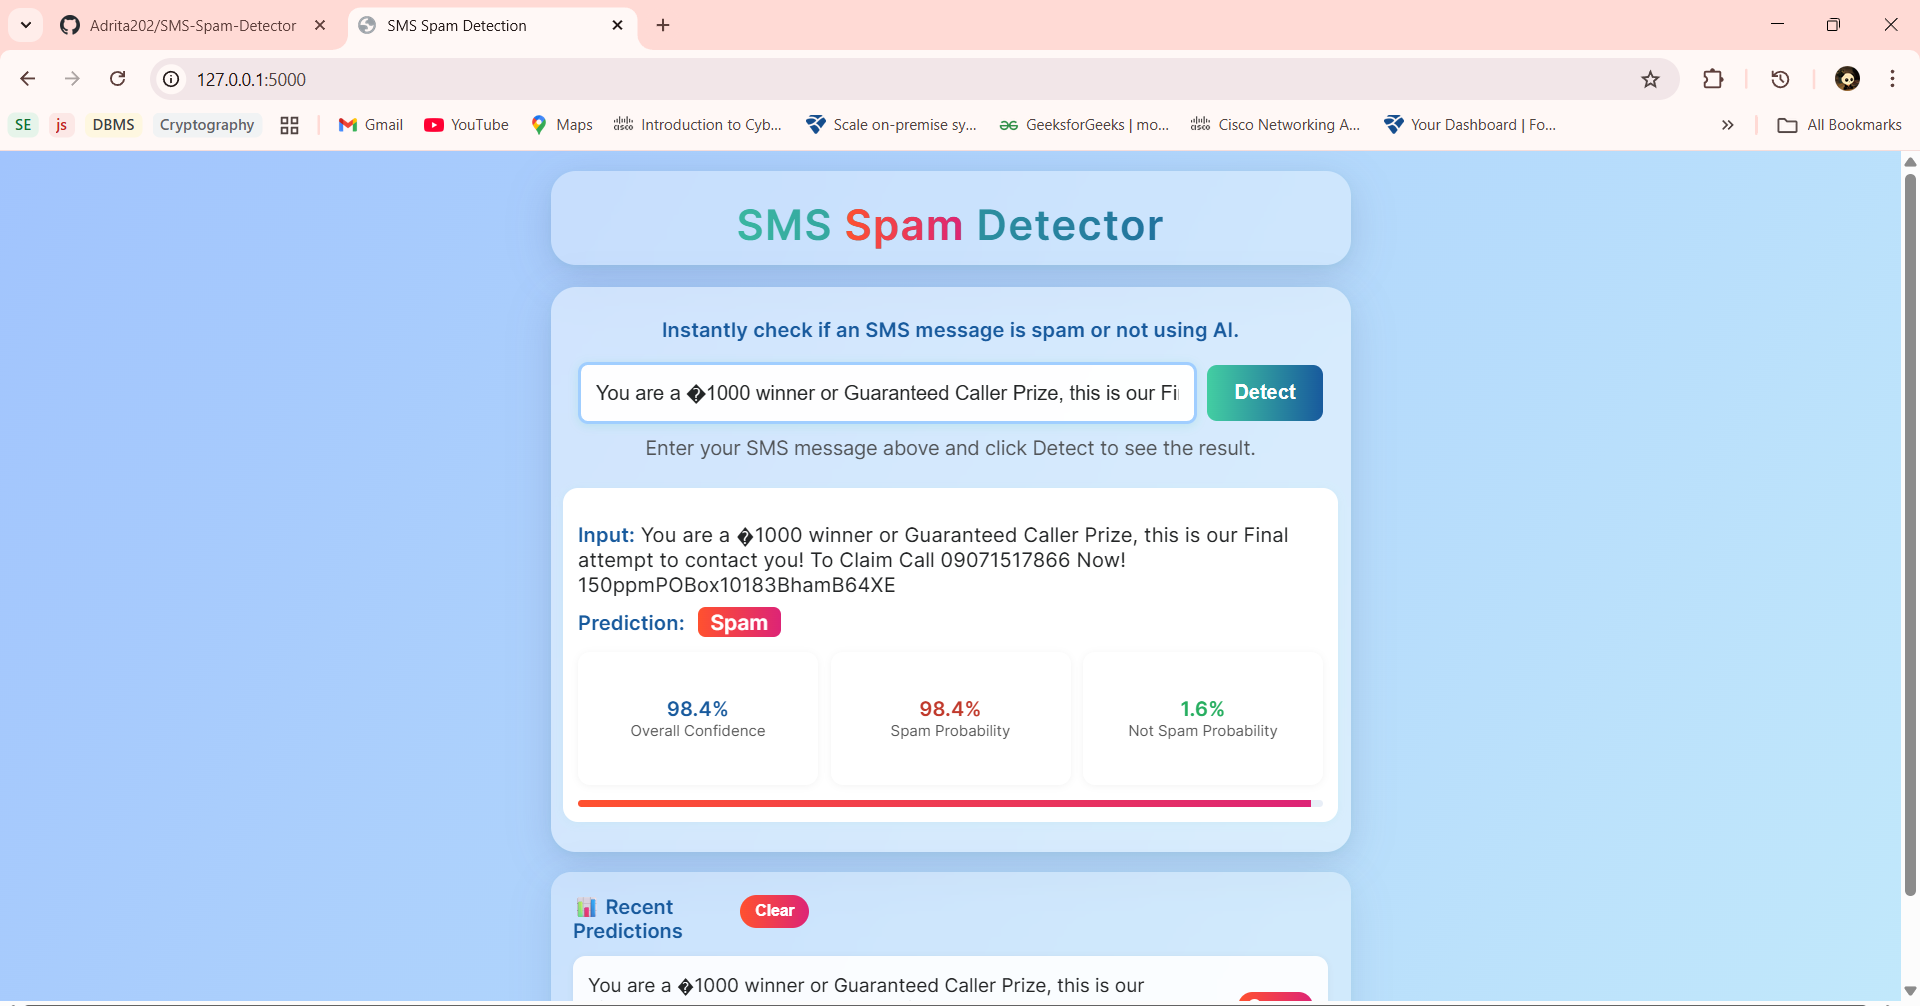 Adrita202/SMS-Spam-Detector
SMS Spam Detection
127.0.0.1:5000
SE js DBMS Cryptography Gmail YouTube Maps Introduction to Cyb... Scale on-premise sy... GeeksforGeeks | mo... Cisco Networking A... Your Dashboard | Fo... » All Bookmarks
SMS Spam Detector
Instantly check if an SMS message is spam or not using AI.
You are a �1000 winner or Guaranteed Caller Prize, this is our Fi
Detect
Enter your SMS message above and click Detect to see the result.
Input: You are a �1000 winner or Guaranteed Caller Prize, this is our Final
attempt to contact you! To Claim Call 09071517866 Now!
150ppmPOBox10183BhamB64XE
Prediction: Spam
98.4%
Overall Confidence
98.4%
Spam Probability
1.6%
Not Spam Probability
📊 Recent
Predictions
Clear
You are a �1000 winner or Guaranteed Caller Prize, this is our